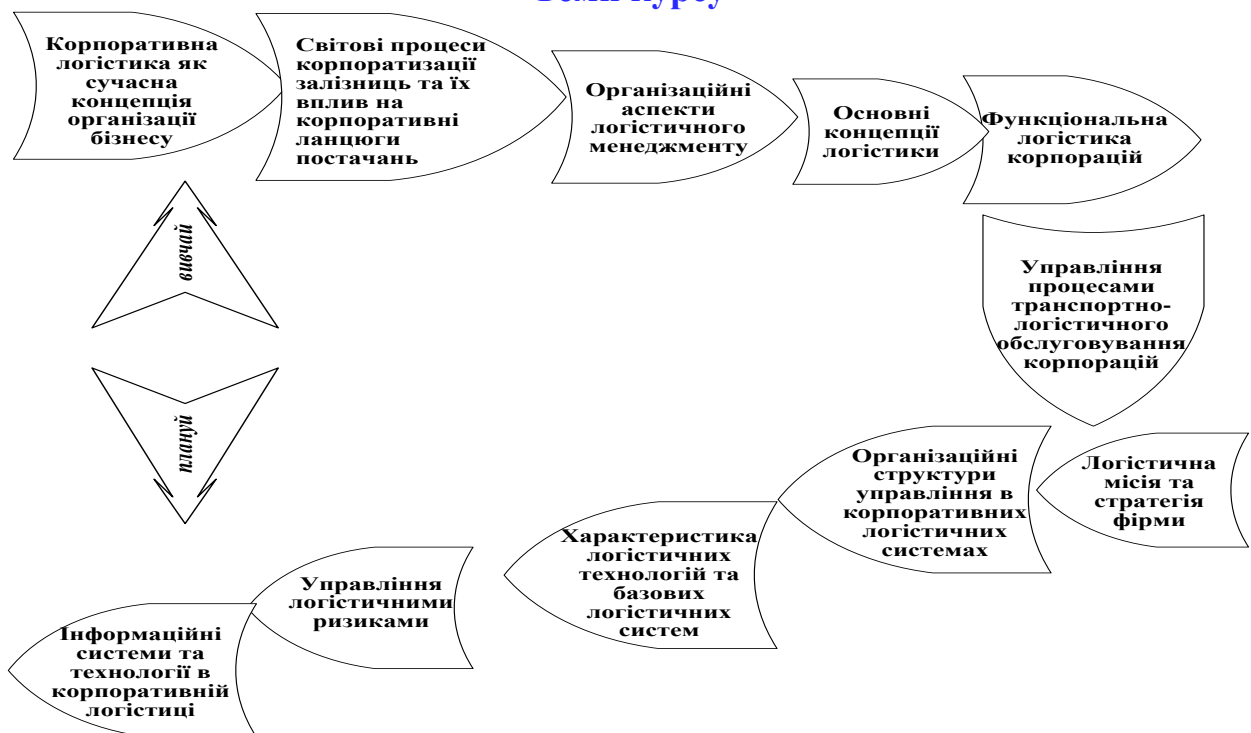 курсу
Корпоративна
логістика як
сучасна
концепція
організації
бізнесу
Світові процеси
корпоратизації
залізниць та їх
вплив на
корпоративні
ланцюги
постачань
Організаційні
аспекти
логістичного
менеджменту
Основні
концепції
логістики
Функціональна
логістика
корпорацій
вивчай
Управління
процесами
транспортно-
логістичного
обслуговування
корпорацій
плануй
Логістична
місія та
стратегія
фірми
Організаційні
структури
управління в
корпоративних
логістичних
системах
Характеристика
логістичних
технологій та
базових
логістичних
систем
Управління
логістичними
ризиками
Інформаційні
системи та
технології в
корпоративній
логістиці